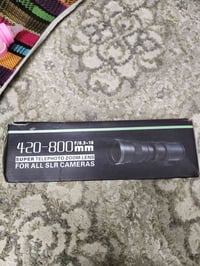 420-800mm F/8.3-16
SUPER TELEPHOTO ZOOM LENS
FOR ALL SLR CAMERAS